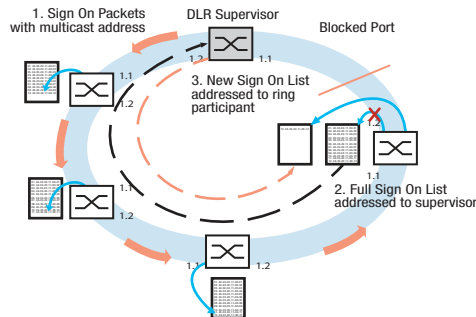 1. Sign On Packets
with multicast address
DLR Supervisor
Blocked Port
1.2
1.1
3. New Sign On List
addressed to ring
participant
1.1
1.2
1.2
1.1
2. Full Sign On List
addressed to supervisor
1.1
1.2
1.1
1.2